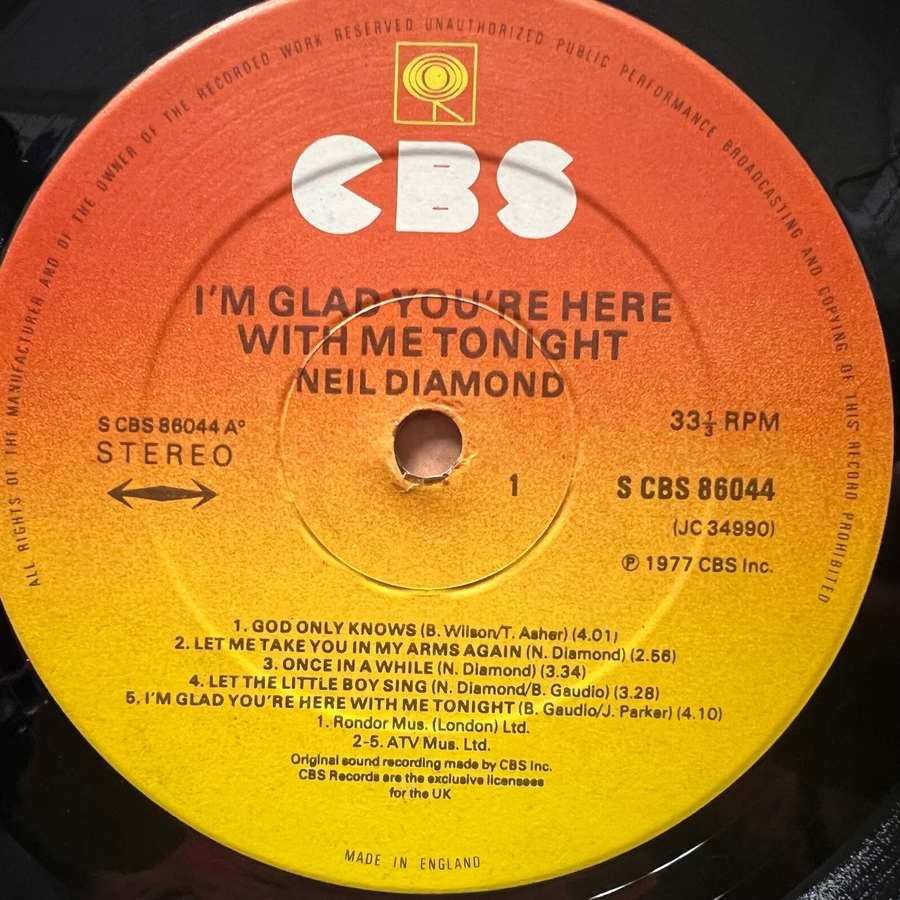 ALL RIGHTS OF THE MANUFACTURER AND OF THE OWNER OF THE RECORDED WORK RESERVED UNAUTHORIZED PUBLIC PERFORMANCE BROADCASTING AND COPYING OF THIS RECORD PROHIBITED
CBS
I'M GLAD YOU'RE HERE
WITH ME TONIGHT
NEIL DIAMOND
S CBS 86044 A°
STEREO
33⅓ RPM
1
S CBS 86044
(JC 34990)
℗ 1977 CBS Inc.
1. GOD ONLY KNOWS (B. Wilson/T. Asher) (4.01)
2. LET ME TAKE YOU IN MY ARMS AGAIN (N. Diamond) (2.56)
3. ONCE IN A WHILE (N. Diamond) (3.34)
4. LET THE LITTLE BOY SING (N. Diamond/B. Gaudio) (3.28)
5. I'M GLAD YOU'RE HERE WITH ME TONIGHT (B. Gaudio/J. Parker) (4.10)
1. Rondor Mus. (London) Ltd.
2-5. ATV Mus. Ltd.
Original sound recording made by CBS Inc.
CBS Records are the exclusive licensees
for the UK
MADE IN ENGLAND